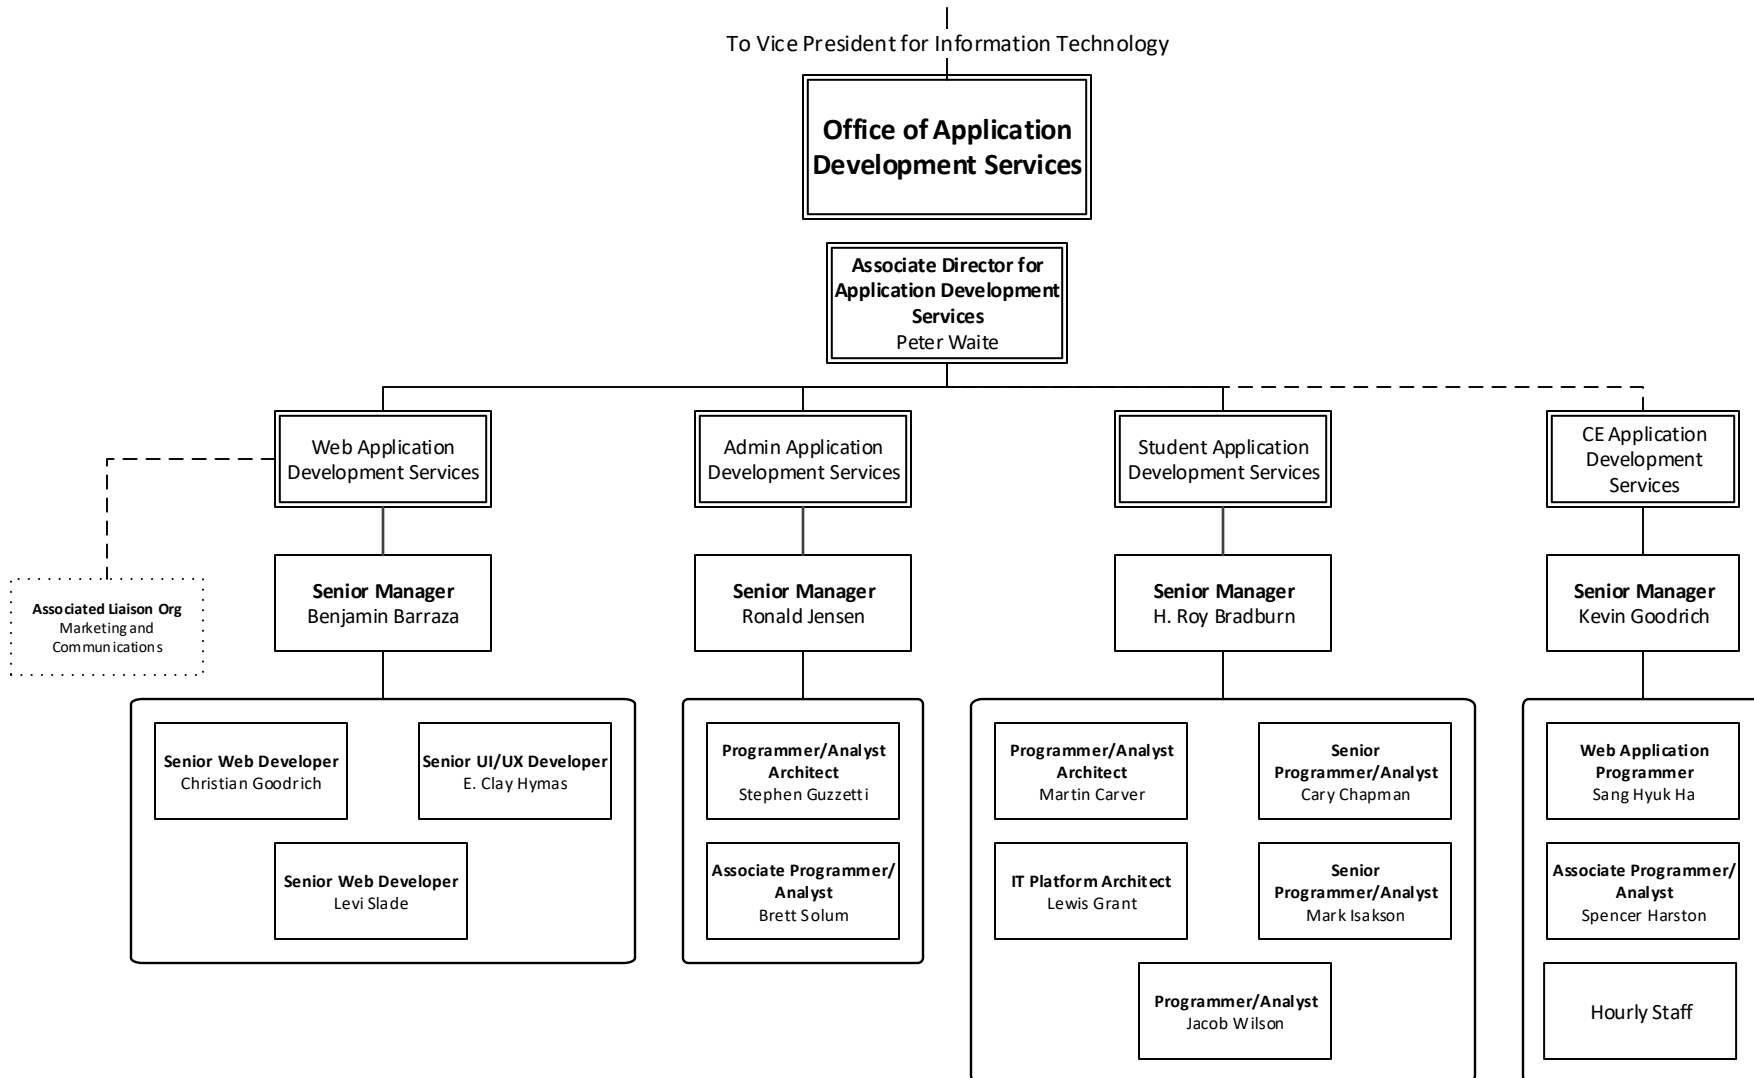 To Vice President for Information Technology
Office of Application
Development Services
Associate Director for
Application Development
Services
Peter Waite
Web Application
Development Services
Admin Application
Development Services
Student Application
Development Services
CE Application
Development
Services
Associated Liaison Org
Marketing and
Communications
Senior Manager
Benjamin Barraza
Senior Manager
Ronald Jensen
Senior Manager
H. Roy Bradburn
Senior Manager
Kevin Goodrich
Senior Web Developer
Christian Goodrich
Senior UI/UX Developer
E. Clay Hymas
Senior Web Developer
Levi Slade
Programmer/Analyst
Architect
Stephen Guzzetti
Associate Programmer/
Analyst
Brett Solum
Programmer/Analyst
Architect
Martin Carver
Senior
Programmer/Analyst
Cary Chapman
IT Platform Architect
Lewis Grant
Senior
Programmer/Analyst
Mark Isakson
Programmer/Analyst
Jacob Wilson
Web Application
Programmer
Sang Hyuk Ha
Associate Programmer/
Analyst
Spencer Harston
Hourly Staff